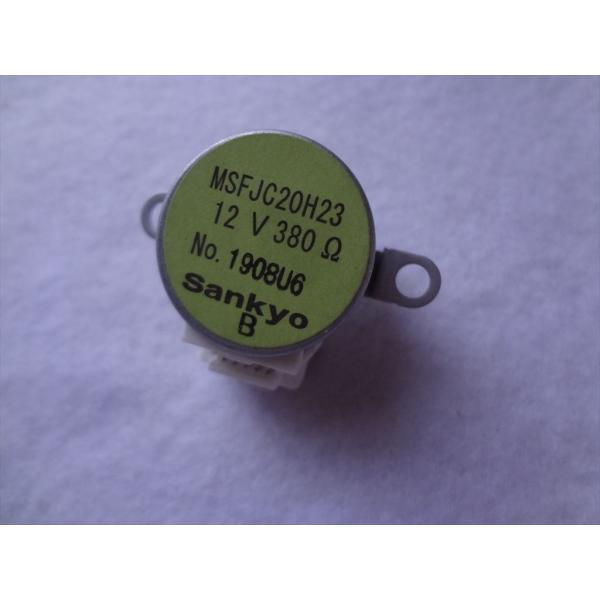 MSFJC20H23
12 V 380 Ω
No. 1908U6
Sankyo
B